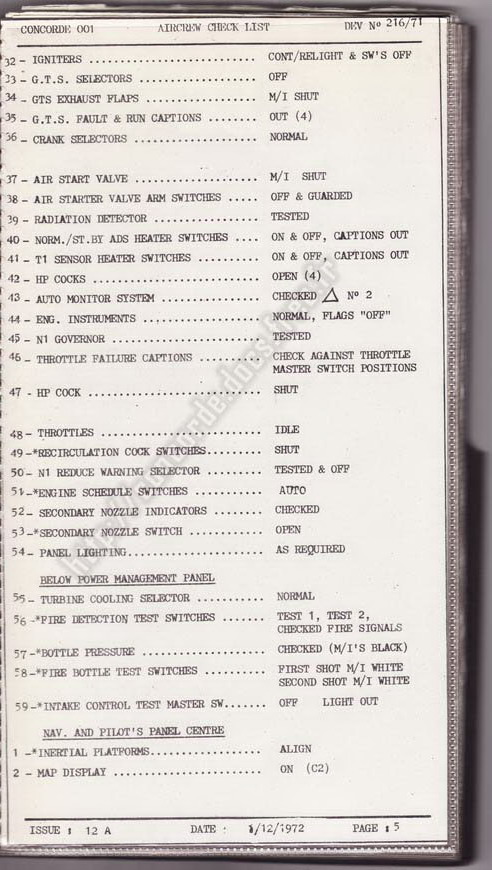 CONCORDE 001 AIRCREW CHECK LIST DEV Nº 216/71
32 - IGNITERS .......................... CONT/RELIGHT & SW'S OFF
33 - G.T.S. SELECTORS .................. OFF
34 - GTS EXHAUST FLAPS ................. M/I SHUT
35 - G.T.S. FAULT & RUN CAPTIONS ........ OUT (4)
36 - CRANK SELECTORS ................... NORMAL
37 - AIR START VALVE ................... M/I SHUT
38 - AIR STARTER VALVE ARM SWITCHES ..... OFF & GUARDED
39 - RADIATION DETECTOR ................ TESTED
40 - NORM./ST.BY ADS HEATER SWITCHES .... ON & OFF, CAPTIONS OUT
41 - T1 SENSOR HEATER SWITCHES .......... ON & OFF, CAPTIONS OUT
42 - HP COCKS .......................... OPEN (4)
43 - AUTO MONITOR SYSTEM ............... CHECKED △ Nº 2
44 - ENG. INSTRUMENTS .................. NORMAL, FLAGS "OFF"
45 - N1 GOVERNOR ....................... TESTED
46 - THROTTLE FAILURE CAPTIONS ......... CHECK AGAINST THROTTLE
MASTER SWITCH POSITIONS
47 - HP COCK ........................... SHUT
48 - THROTTLES ......................... IDLE
49 -*RECIRCULATION COCK SWITCHES........ SHUT
50 - N1 REDUCE WARNING SELECTOR ........ TESTED & OFF
51 -*ENGINE SCHEDULE SWITCHES .......... AUTO
52 - SECONDARY NOZZLE INDICATORS ....... CHECKED
53 -*SECONDARY NOZZLE SWITCH ........... OPEN
54 - PANEL LIGHTING..................... AS REQUIRED
BELOW POWER MANAGEMENT PANEL
55 - TURBINE COOLING SELECTOR .......... NORMAL
56 -*FIRE DETECTION TEST SWITCHES ...... TEST 1, TEST 2,
CHECKED FIRE SIGNALS
57 -*BOTTLE PRESSURE ................... CHECKED (M/I'S BLACK)
58 -*FIRE BOTTLE TEST SWITCHES ......... FIRST SHOT M/I WHITE
SECOND SHOT M/I WHITE
59 -*INTAKE CONTROL TEST MASTER SW....... OFF LIGHT OUT
NAV. AND PILOT'S PANEL CENTRE
1 -*INERTIAL PLATFORMS................. ALIGN
2 - MAP DISPLAY ....................... ON (C2)
ISSUE : 12 A DATE : 1/12/1972 PAGE : 5